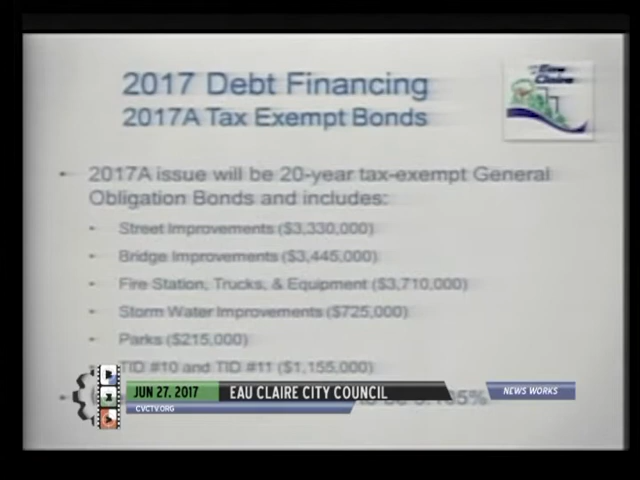 2017 Debt Financing
2017A Tax Exempt Bonds
Eau
Claire
• 2017A issue will be 20-year tax-exempt General
Obligation Bonds and includes:
• Street Improvements ($3,330,000)
• Bridge Improvements ($3,445,000)
• Fire Station, Trucks, & Equipment ($3,710,000)
• Storm Water Improvements ($725,000)
• Parks ($215,000)
• TID #10 and TID #11 ($1,155,000)
JUN 27, 2017 EAU CLAIRE CITY COUNCIL NEWS WORKS
CVCTV.ORG